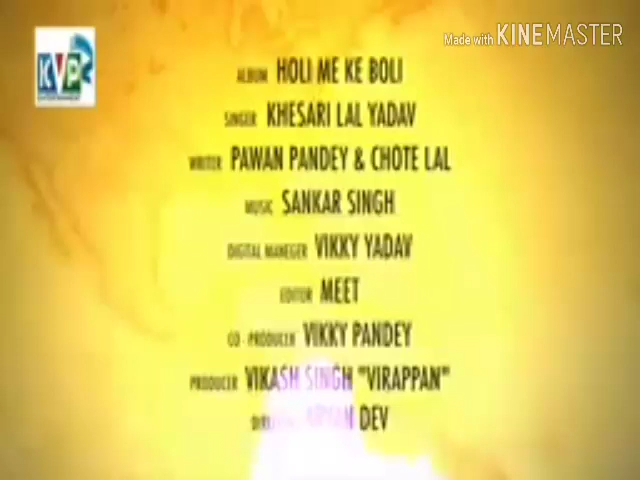 Made with KINEMASTER
KVP
ALBUM HOLI ME KE BOLI
SINGER KHESARI LAL YADAV
WRITER PAWAN PANDEY & CHOTE LAL
MUSIC SANKAR SINGH
DIGITAL MANEGER VIKKY YADAV
EDITOR MEET
CO - PRODUCER VIKKY PANDEY
PRODUCER VIKASH SINGH "VIRAPPAN"
DEV